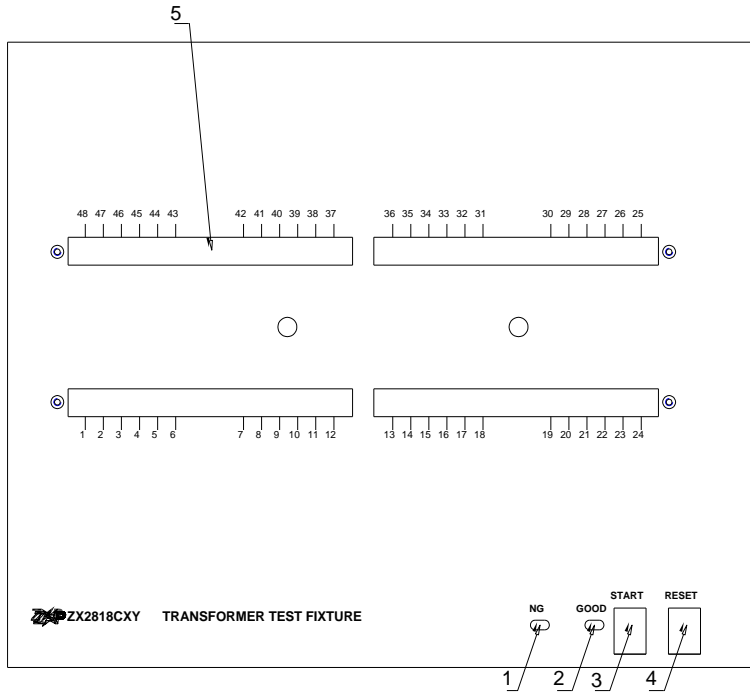 5
48 47 46 45 44 43 42 41 40 39 38 37 36 35 34 33 32 31 30 29 28 27 26 25
1 2 3 4 5 6 7 8 9 10 11 12 13 14 15 16 17 18 19 20 21 22 23 24
START RESET
NG GOOD
ZX2818CXY TRANSFORMER TEST FIXTURE
1 2 3 4